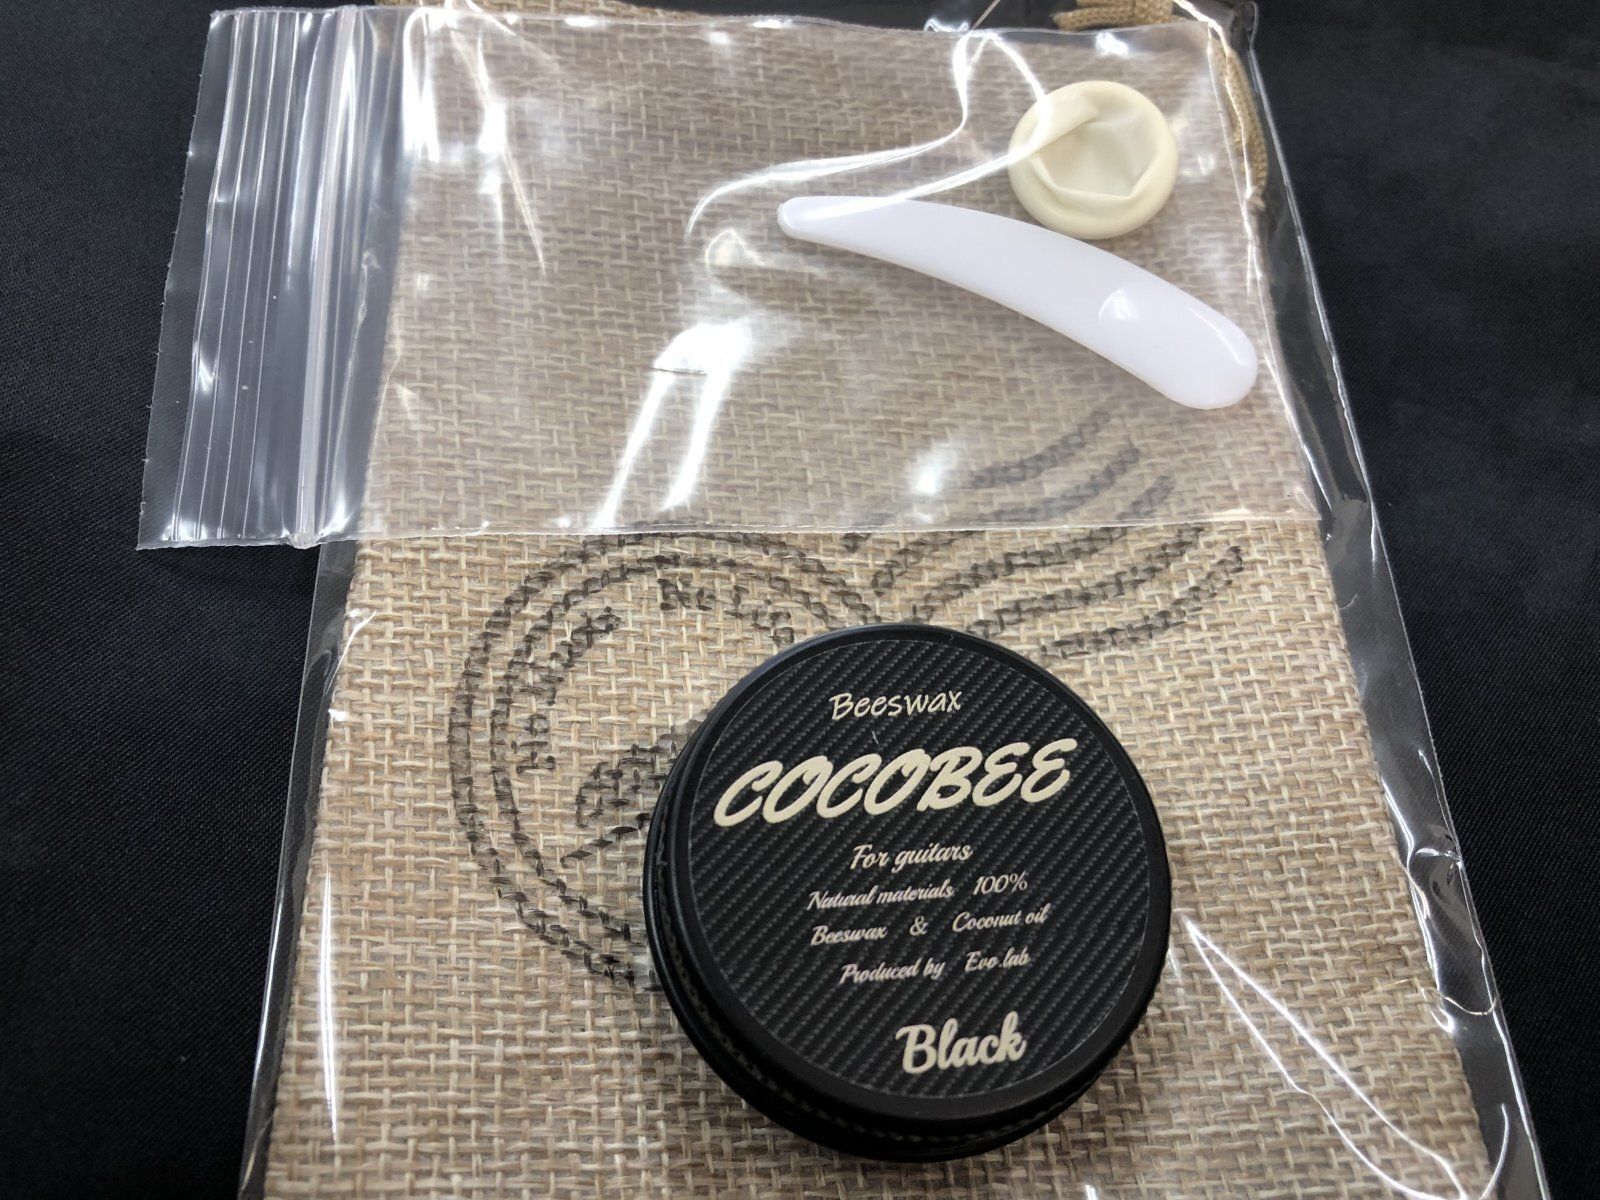 Beeswax
COCOBEE
For guitars
Natural materials 100%
Beeswax & Coconut oil
Produced by Evo.lab
Black